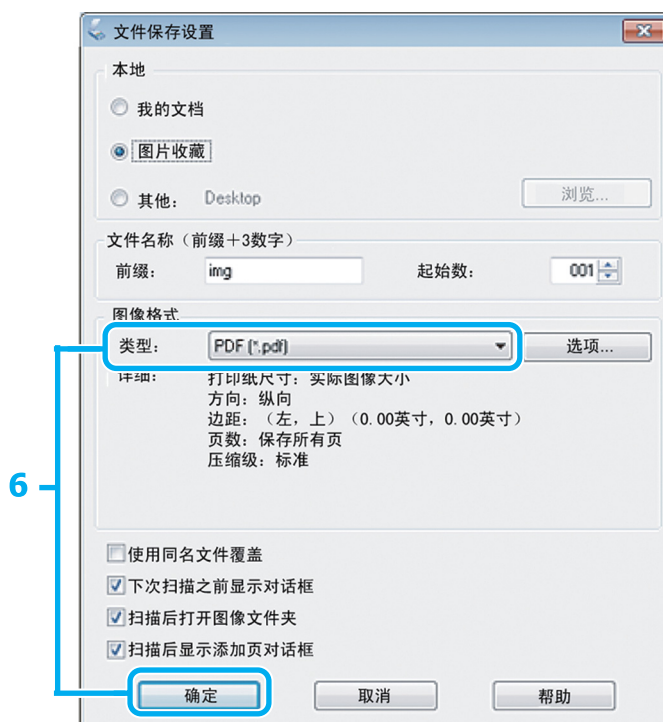 文件保存设置
本地
我的文档
图片收藏
其他: Desktop 浏览...
文件名称（前缀＋3数字）
前缀: img 起始数: 001
图像格式
类型: PDF (*.pdf) 选项...
详细: 打印纸尺寸: 实际图像大小
方向: 纵向
边距: （左, 上）（0.00英寸, 0.00英寸）
页数: 保存所有页
压缩级: 标准
6
使用同名文件覆盖
下次扫描之前显示对话框
扫描后打开图像文件夹
扫描后显示添加页对话框
确定 取消 帮助